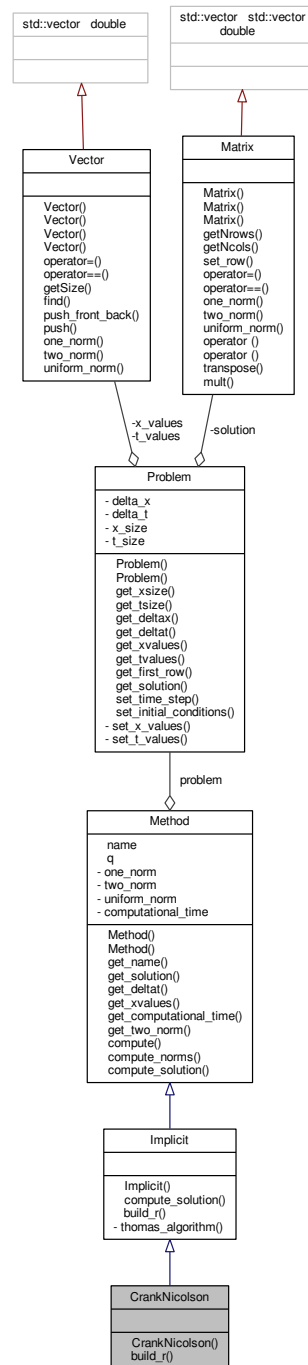 std::vector   double
std::vector   std::vector
double
Vector
Vector()
Vector()
Vector()
Vector()
operator=()
operator==()
getSize()
find()
push_front_back()
push()
one_norm()
two_norm()
uniform_norm()
Matrix
Matrix()
Matrix()
Matrix()
getNrows()
getNcols()
set_row()
operator=()
operator==()
one_norm()
two_norm()
uniform_norm()
operator ()
operator ()
transpose()
mult()
-x_values
-t_values
-solution
Problem
- delta_x
- delta_t
- x_size
- t_size
Problem()
Problem()
get_xsize()
get_tsize()
get_deltax()
get_deltat()
get_xvalues()
get_tvalues()
get_first_row()
get_solution()
set_time_step()
set_initial_conditions()
- set_x_values()
- set_t_values()
problem
Method
name
q
- one_norm
- two_norm
- uniform_norm
- computational_time
Method()
Method()
get_name()
get_solution()
get_deltat()
get_xvalues()
get_computational_time()
get_two_norm()
compute()
compute_norms()
compute_solution()
Implicit
Implicit()
compute_solution()
build_r()
- thomas_algorithm()
CrankNicolson
CrankNicolson()
build_r()